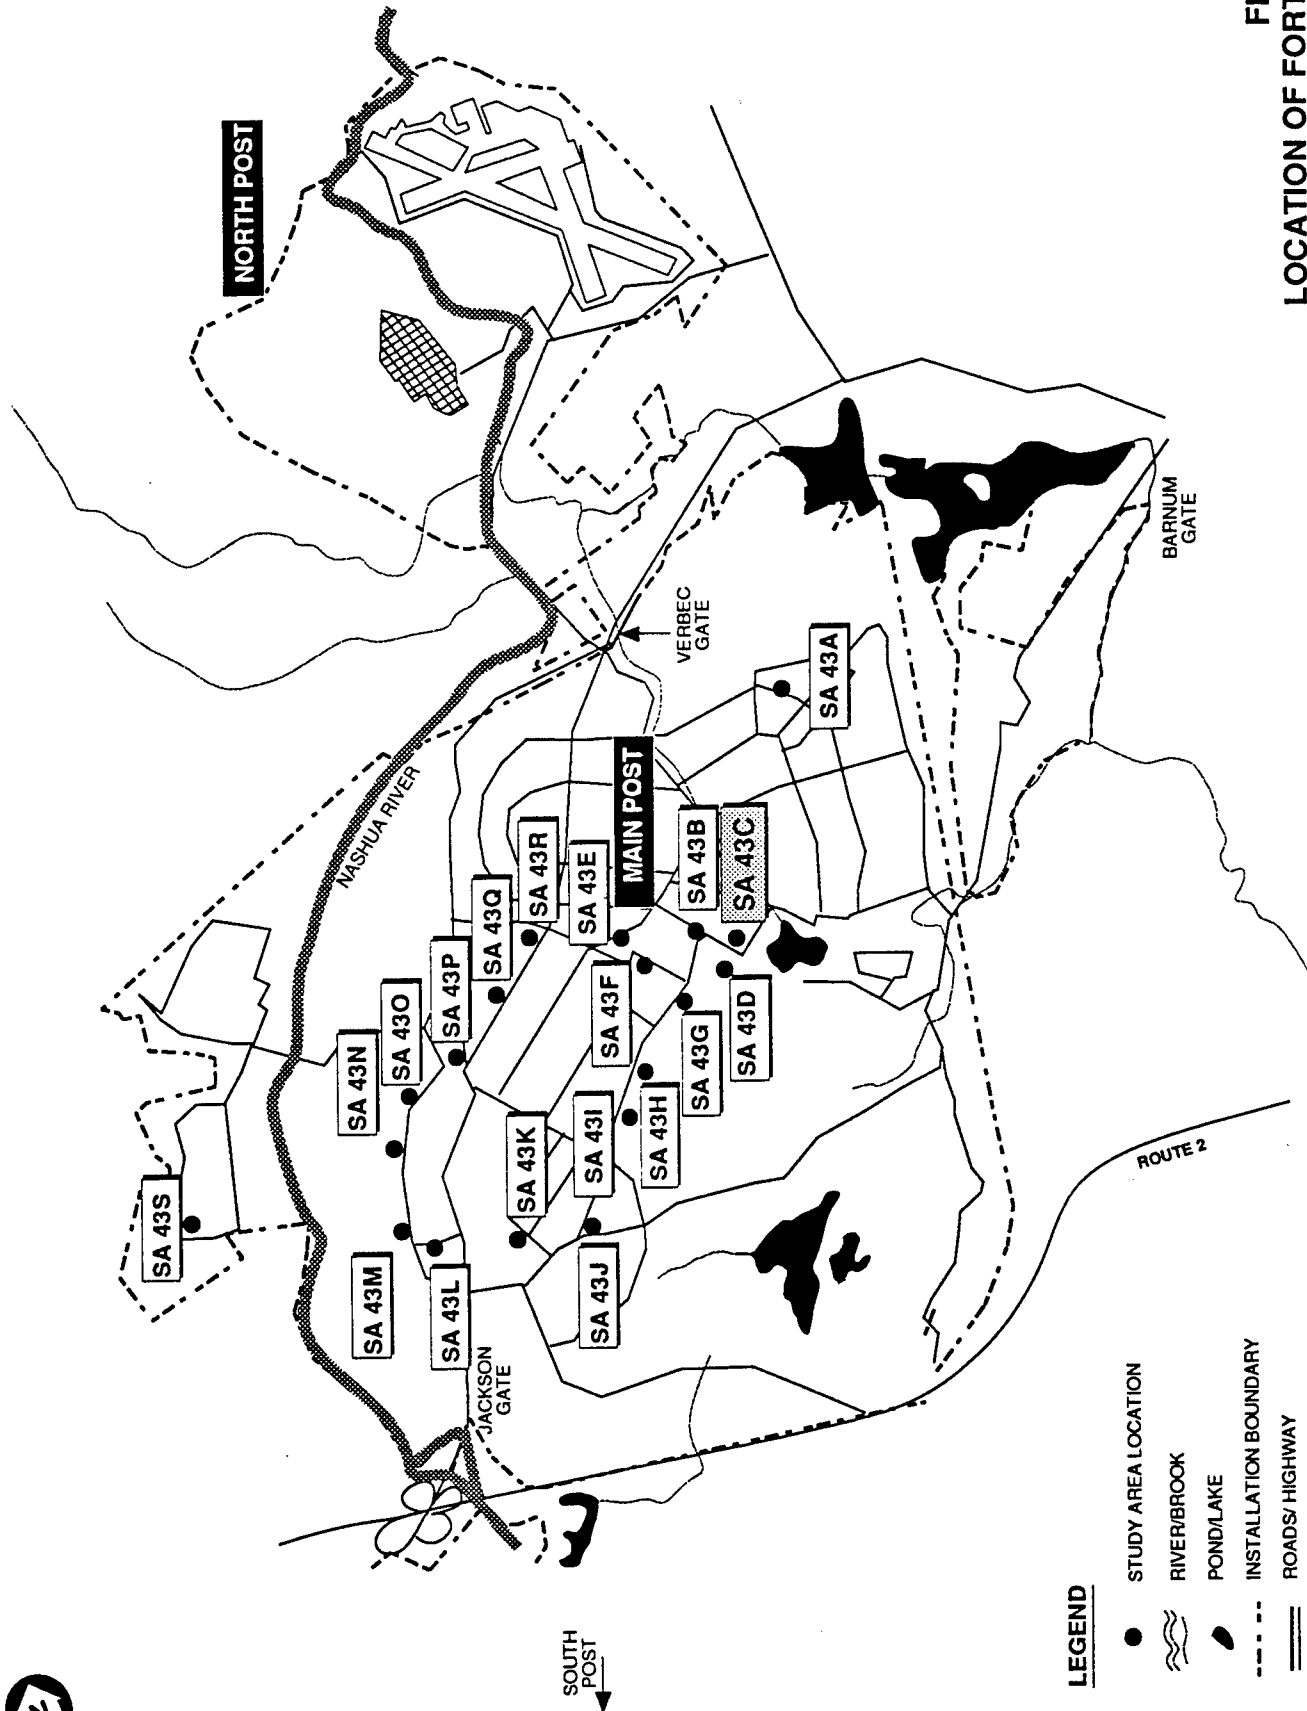 FI
LOCATION OF FORT
NORTH POST
NASHUA RIVER
VERBEC
GATE
BARNUM
GATE
MAIN POST
SA 43A
SA 43B
SA 43C
SA 43R
SA 43E
SA 43Q
SA 43P
SA 43O
SA 43N
SA 43F
SA 43G
SA 43D
SA 43H
SA 43I
SA 43K
SA 43S
SA 43M
SA 43L
SA 43J
JACKSON
GATE
ROUTE 2
SOUTH
POST
LEGEND
STUDY AREA LOCATION
RIVER/BROOK
POND/LAKE
INSTALLATION BOUNDARY
ROADS/ HIGHWAY